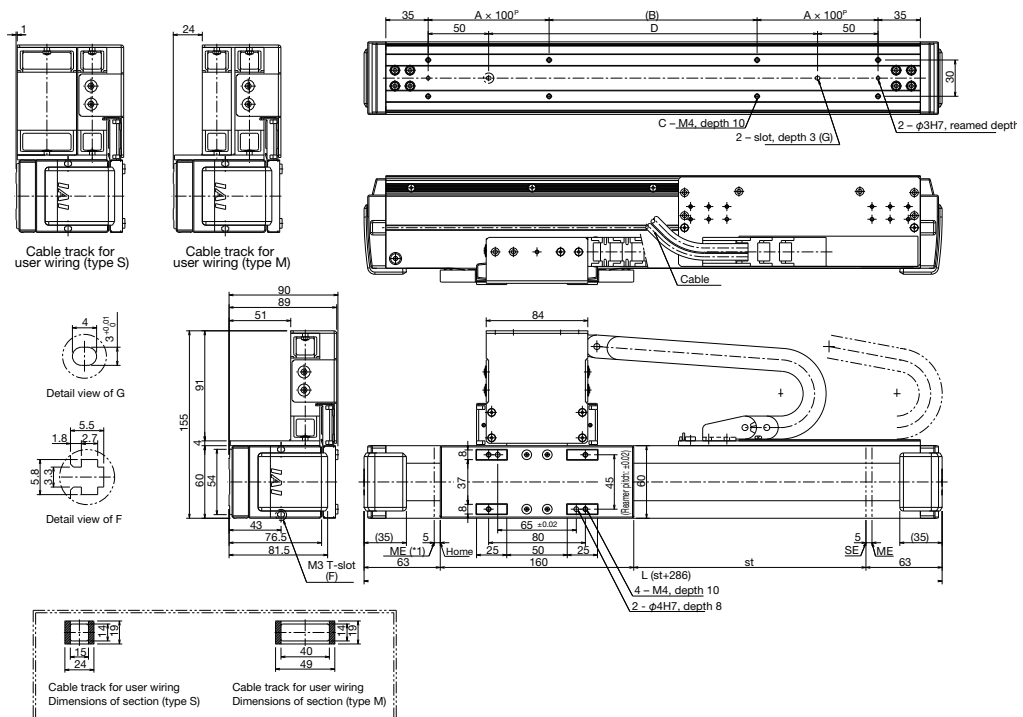 1
24
Cable track for
user wiring (type S)
Cable track for
user wiring (type M)
35
A × 100ᴾ
(B)
A × 100ᴾ
35
50
D
50
30
C – M4, depth 10
2 – slot, depth 3 (G)
2 – ϕ3H7, reamed depth
Cable
4
3 +0.01 0
Detail view of G
5.5
1.8
2.7
5.8
3.3
Detail view of F
90
89
51
155
91
4
60
54
43
76.5
81.5
M3 T-slot
(F)
IAI
IAI
IAI
84
8
37
8
45
(Reamer pitch: ±0.02)
60
65 ±0.02
80
25
50
25
(35)
5
ME (*1)
Home
63
160
st
5
SE
ME
(35)
63
L (st+286)
4 – M4, depth 10
2 - ϕ4H7, depth 8
14
19
15
24
14
19
40
49
Cable track for user wiring
Dimensions of section (type S)
Cable track for user wiring
Dimensions of section (type M)